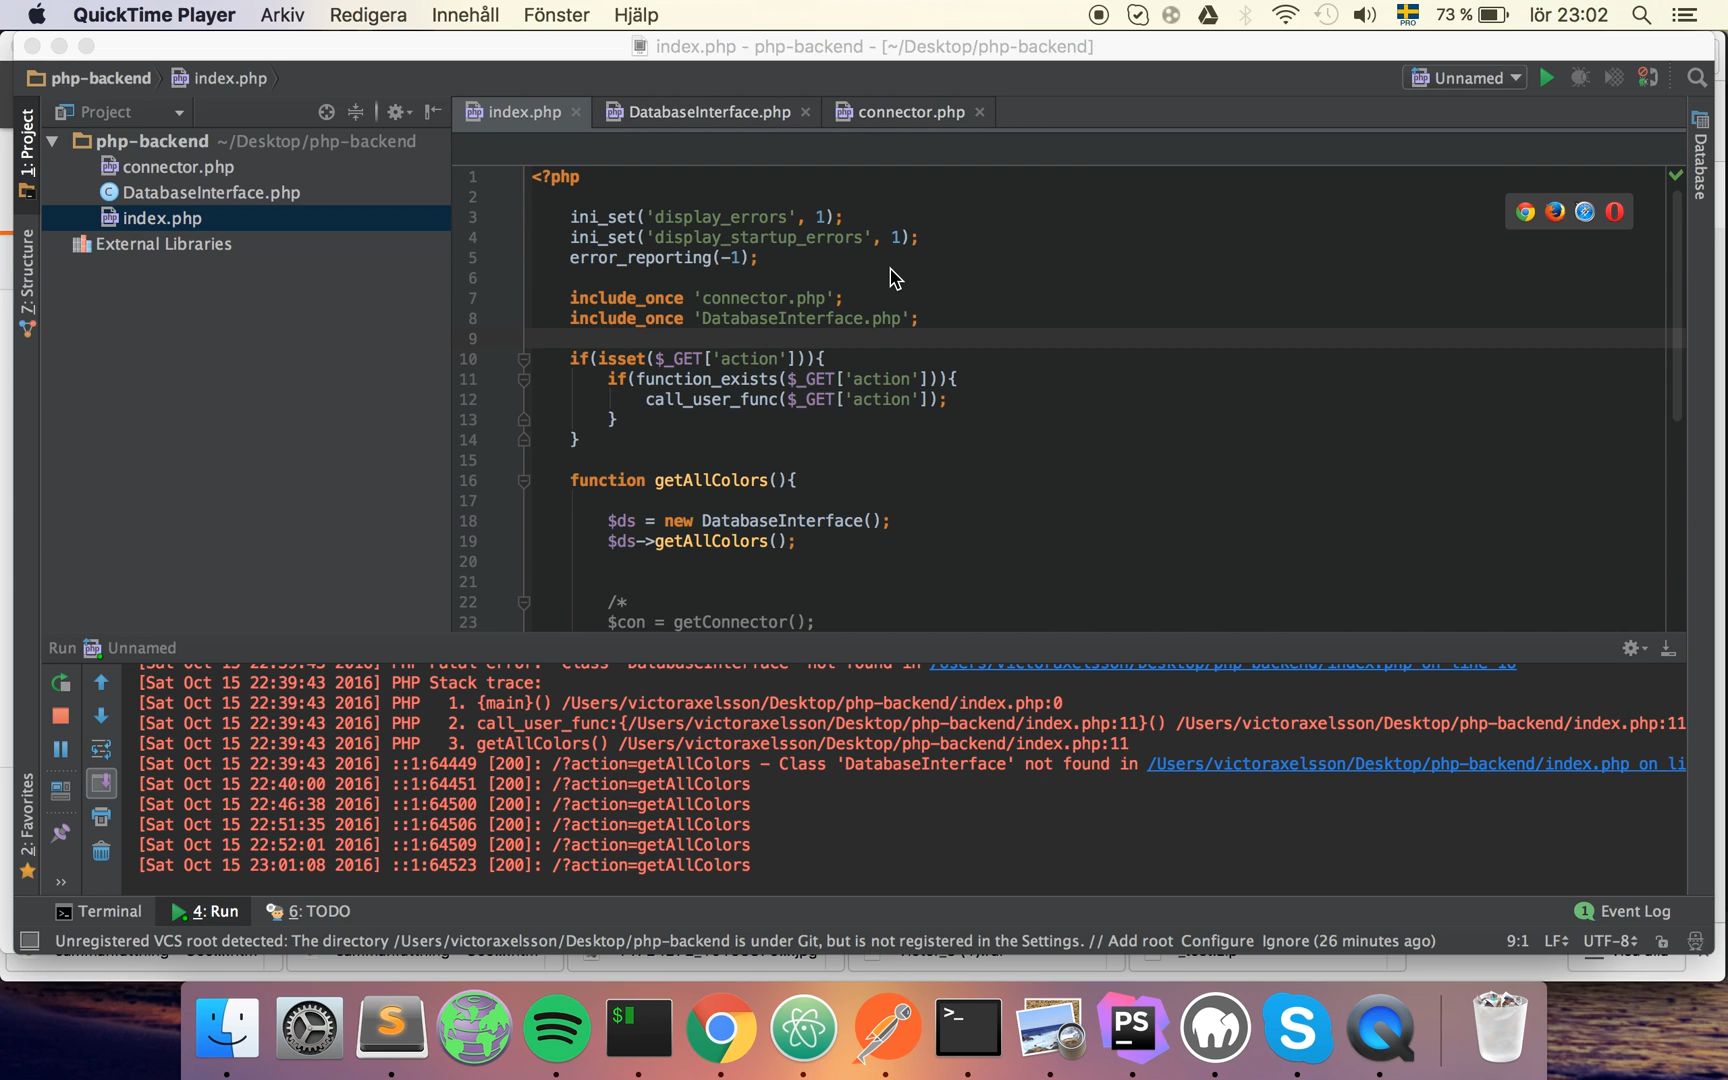 QuickTime Player Arkiv Redigera Innehåll Fönster Hjälp PRO 73 % lör 23:02
index.php - php-backend - [~/Desktop/php-backend]
php-backend index.php Unnamed
Project index.php DatabaseInterface.php connector.php
1: Project
Z: Structure
2: Favorites
Database
php-backend ~/Desktop/php-backend
connector.php
DatabaseInterface.php
index.php
External Libraries
1 <?php
2
3 ini_set('display_errors', 1);
4 ini_set('display_startup_errors', 1);
5 error_reporting(-1);
6
7 include_once 'connector.php';
8 include_once 'DatabaseInterface.php';
9
10 if(isset($_GET['action'])){
11 if(function_exists($_GET['action'])){
12 call_user_func($_GET['action']);
13 }
14 }
15
16 function getAllColors(){
17
18 $ds = new DatabaseInterface();
19 $ds->getAllColors();
20
21
22 /*
23 $con = getConnector();
Run Unnamed
[Sat Oct 15 22:39:43 2016] PHP Stack trace:
[Sat Oct 15 22:39:43 2016] PHP 1. {main}() /Users/victoraxelsson/Desktop/php-backend/index.php:0
[Sat Oct 15 22:39:43 2016] PHP 2. call_user_func:{/Users/victoraxelsson/Desktop/php-backend/index.php:11}() /Users/victoraxelsson/Desktop/php-backend/index.php:11
[Sat Oct 15 22:39:43 2016] PHP 3. getAllColors() /Users/victoraxelsson/Desktop/php-backend/index.php:11
[Sat Oct 15 22:39:43 2016] ::1:64449 [200]: /?action=getAllColors - Class 'DatabaseInterface' not found in /Users/victoraxelsson/Desktop/php-backend/index.php on li
[Sat Oct 15 22:40:00 2016] ::1:64451 [200]: /?action=getAllColors
[Sat Oct 15 22:46:38 2016] ::1:64500 [200]: /?action=getAllColors
[Sat Oct 15 22:51:35 2016] ::1:64506 [200]: /?action=getAllColors
[Sat Oct 15 22:52:01 2016] ::1:64509 [200]: /?action=getAllColors
[Sat Oct 15 23:01:08 2016] ::1:64523 [200]: /?action=getAllColors
Terminal 4: Run 6: TODO 1 Event Log
Unregistered VCS root detected: The directory /Users/victoraxelsson/Desktop/php-backend is under Git, but is not registered in the Settings. // Add root Configure Ignore (26 minutes ago) 9:1 LF UTF-8
S $ >_ PS S